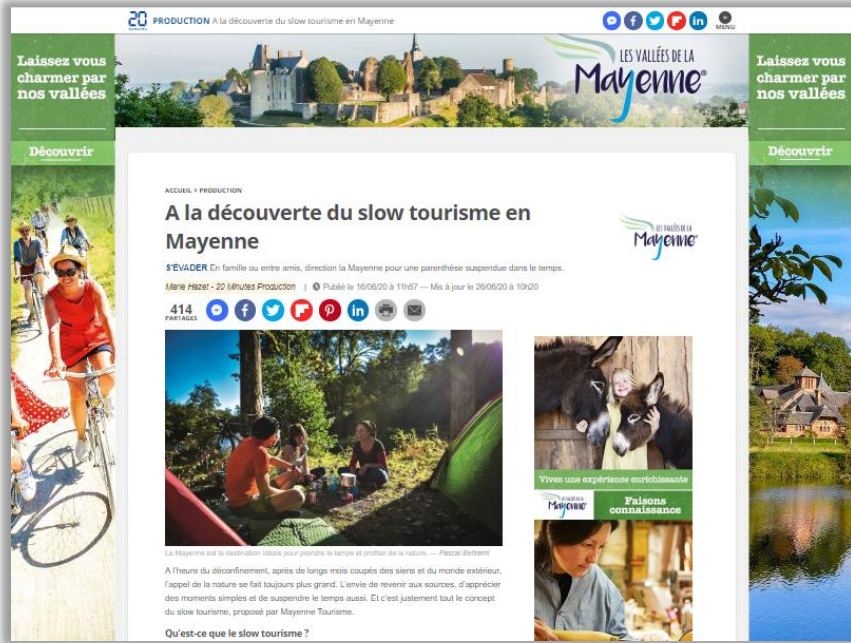 20 MINUTES PRODUCTION A la découverte du slow tourisme en Mayenne
MENU
Laissez vous
charmer par
nos vallées
Découvrir
LES VALLÉES DE LA
Mayenne®
Laissez vous
charmer par
nos vallées
Découvrir
ACCUEIL > PRODUCTION
A la découverte du slow tourisme en
Mayenne
LES VALLÉES DE LA
Mayenne
S'ÉVADER En famille ou entre amis, direction la Mayenne pour une parenthèse suspendue dans le temps.
Marie Hazet - 20 Minutes Production | Publié le 16/06/20 à 11h57 — Mis à jour le 26/06/20 à 10h20
414
PARTAGES
La Mayenne est la destination idéale pour prendre le temps et profiter de la nature. — Pascal Beltrami
A l'heure du déconfinement, après de longs mois coupés des siens et du monde extérieur,
l'appel de la nature se fait toujours plus grand. L'envie de revenir aux sources, d'apprécier
des moments simples et de suspendre le temps aussi. Et c'est justement tout le concept
du slow tourisme, proposé par Mayenne Tourisme.
Qu'est-ce que le slow tourisme ?
Vivez une expérience enrichissante
LES VALLÉES DE LA
Mayenne
Faisons
connaissance